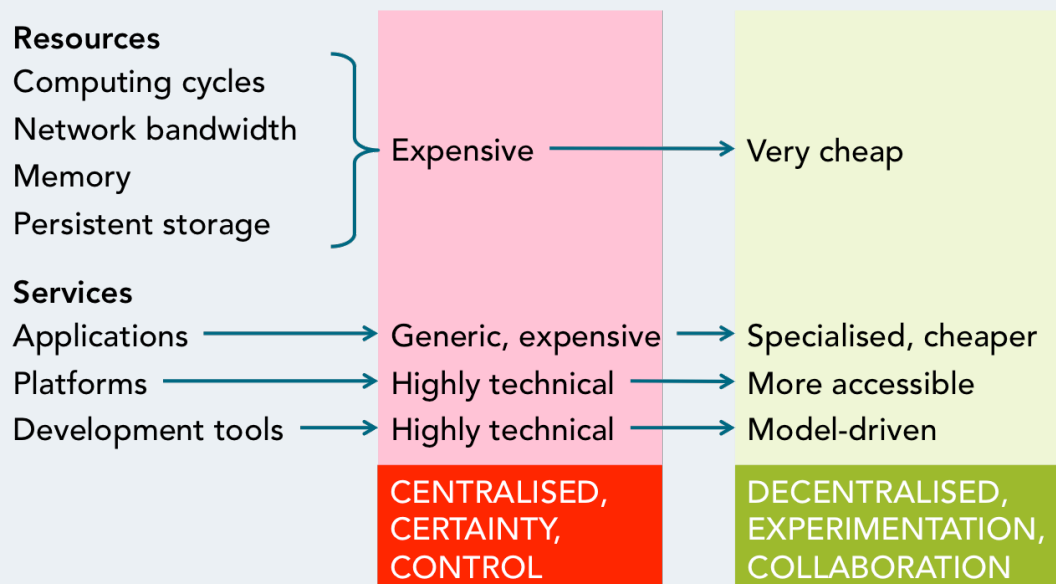 Resources
Computing cycles
Network bandwidth
Memory
Persistent storage
Expensive
Very cheap
Services
Applications
Generic, expensive
Specialised, cheaper
Platforms
Highly technical
More accessible
Development tools
Highly technical
Model-driven
CENTRALISED,
CERTAINTY,
CONTROL
DECENTRALISED,
EXPERIMENTATION,
COLLABORATION